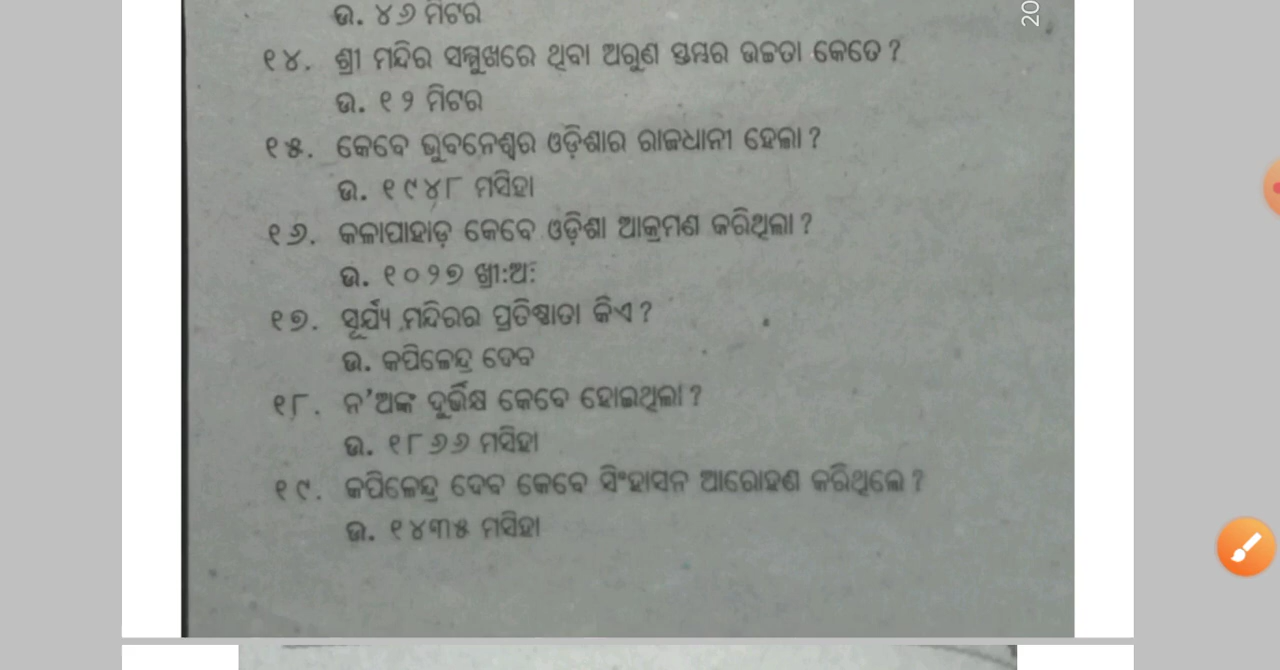 ଉ. ୪୬ ମିଟର
20
୧୪. ଶ୍ରୀ ମନ୍ଦିର ସମ୍ମୁଖରେ ଥିବା ଅରୁଣ ସ୍ତମ୍ଭର ଉଚ୍ଚତା କେତେ ?
ଉ. ୧୨ ମିଟର
୧୫. କେବେ ଭୁବନେଶ୍ୱର ଓଡ଼ିଶାର ରାଜଧାନୀ ହେଲା ?
ଉ. ୧୯୪୮ ମସିହା
୧୬. କଳାପାହାଡ଼ କେବେ ଓଡ଼ିଶା ଆକ୍ରମଣ କରିଥିଲା ?
ଉ. ୧୦୨୭ ଖ୍ରୀ:ଅ:
୧୭. ସୂର୍ଯ୍ୟ ମନ୍ଦିରର ପ୍ରତିଷ୍ଠାତା କିଏ ?
ଉ. କପିଳେନ୍ଦ୍ର ଦେବ
୧୮. ନ'ଅଙ୍କ ଦୁର୍ଭିକ୍ଷ କେବେ ହୋଇଥିଲା ?
ଉ. ୧୮୬୬ ମସିହା
୧୯. କପିଳେନ୍ଦ୍ର ଦେବ କେବେ ସିଂହାସନ ଆରୋହଣ କରିଥିଲେ ?
ଉ. ୧୪୩୫ ମସିହା